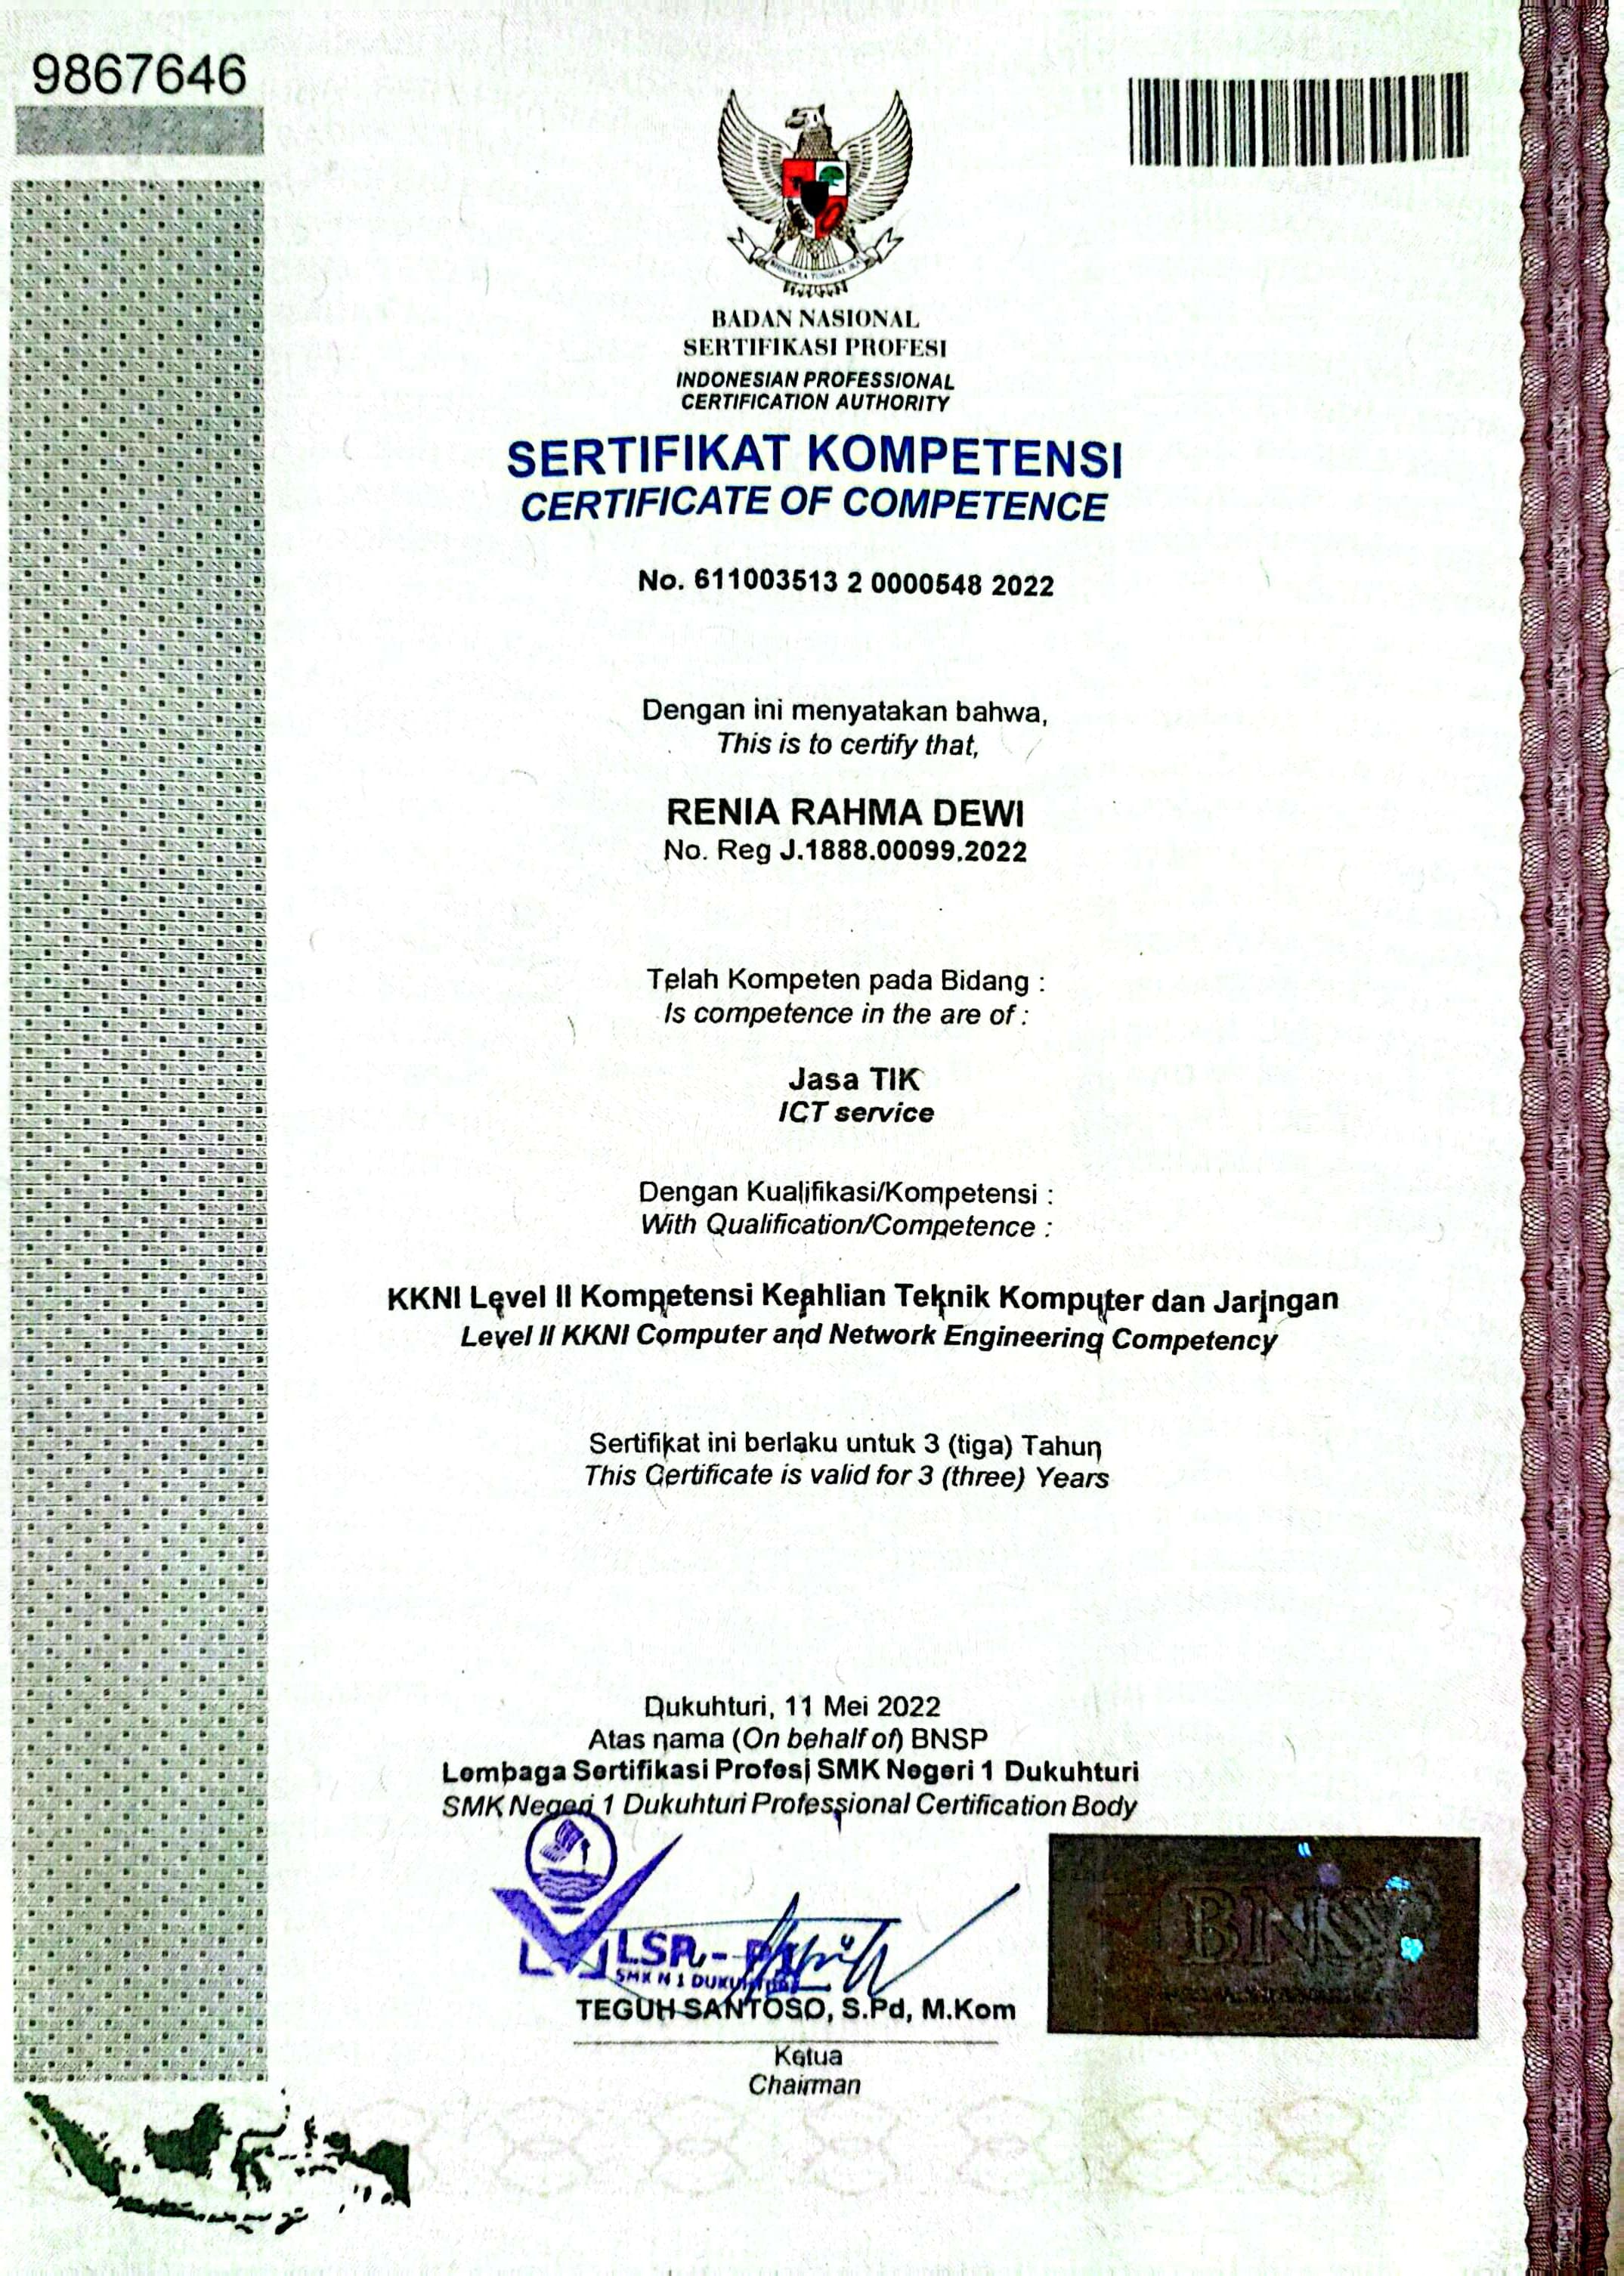 9867646
BHINNEKA TUNGGAL IKA
BADAN NASIONAL
SERTIFIKASI PROFESI
INDONESIAN PROFESSIONAL
CERTIFICATION AUTHORITY
SERTIFIKAT KOMPETENSI
CERTIFICATE OF COMPETENCE
No. 611003513 2 0000548 2022
Dengan ini menyatakan bahwa,
This is to certify that,
RENIA RAHMA DEWI
No. Reg J.1888.00099.2022
Telah Kompeten pada Bidang :
Is competence in the are of :
Jasa TIK
ICT service
Dengan Kualifikasi/Kompetensi :
With Qualification/Competence :
KKNI Level II Kompetensi Keahlian Teknik Komputer dan Jaringan
Level II KKNI Computer and Network Engineering Competency
Sertifikat ini berlaku untuk 3 (tiga) Tahun
This Certificate is valid for 3 (three) Years
Dukuhturi, 11 Mei 2022
Atas nama (On behalf of) BNSP
Lembaga Sertifikasi Profesi SMK Negeri 1 Dukuhturi
SMK Negeri 1 Dukuhturi Professional Certification Body
LSP - P1
SMK N 1 DUKUHTURI
BNSP
TEGUH SANTOSO, S.Pd, M.Kom
Ketua
Chairman